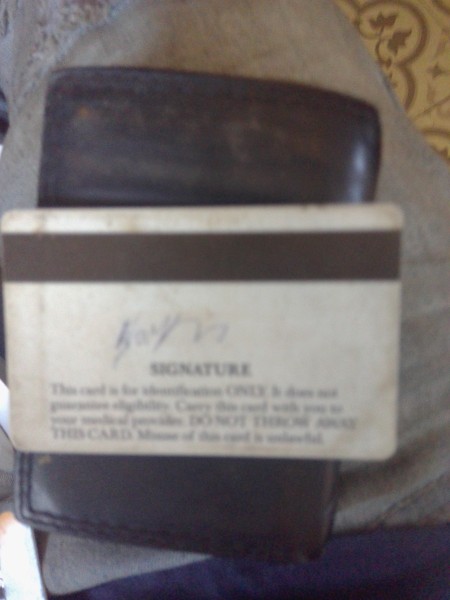 SIGNATURE
This card is for identification ONLY. It does not
guarantee eligibility. Carry this card with you to
your medical provider. DO NOT THROW AWAY
THIS CARD. Misuse of this card is unlawful.